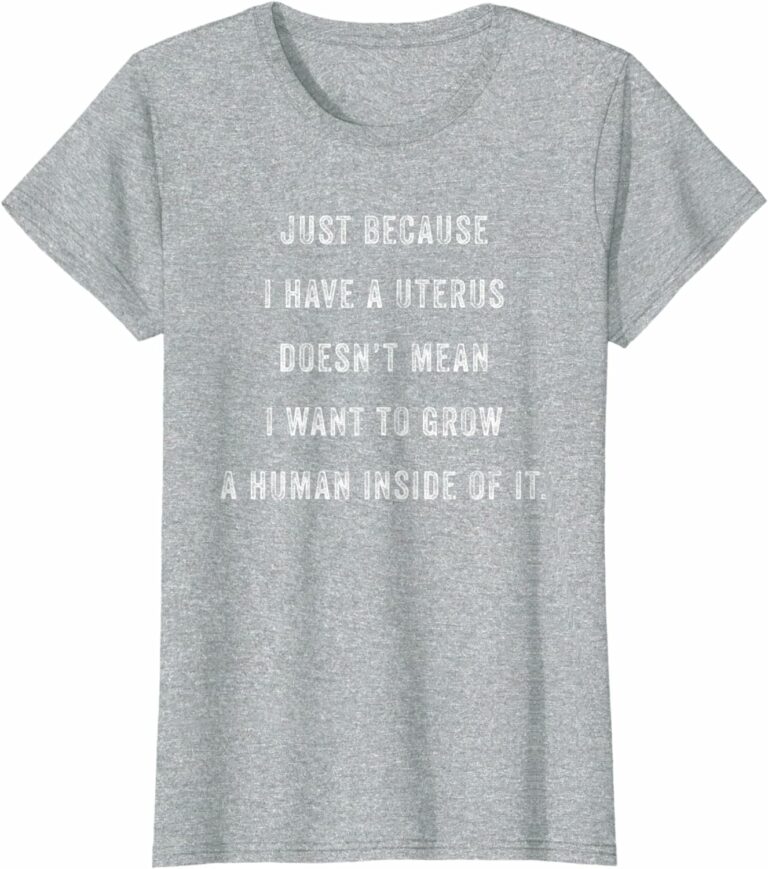 JUST BECAUSE
I HAVE A UTERUS
DOESN'T MEAN
I WANT TO GROW
A HUMAN INSIDE OF IT.